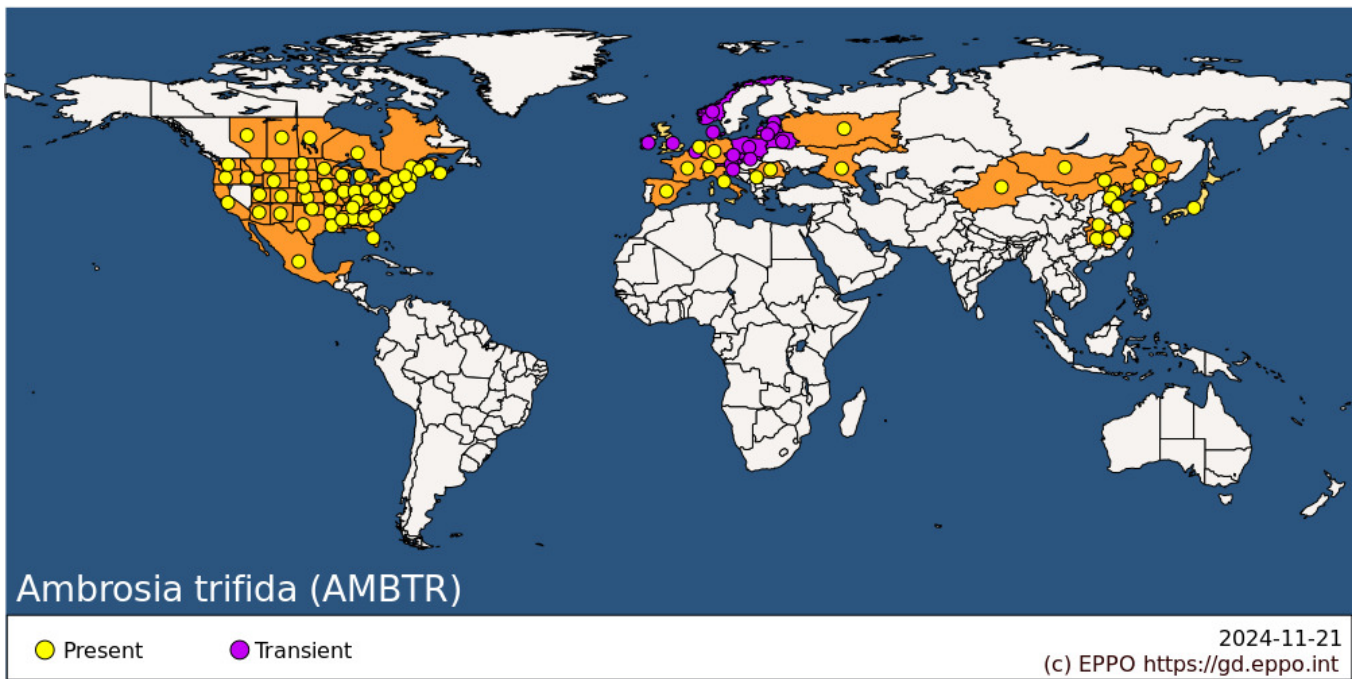 Ambrosia trifida (AMBTR)
Present
Transient
2024-11-21
(c) EPPO https://gd.eppo.int